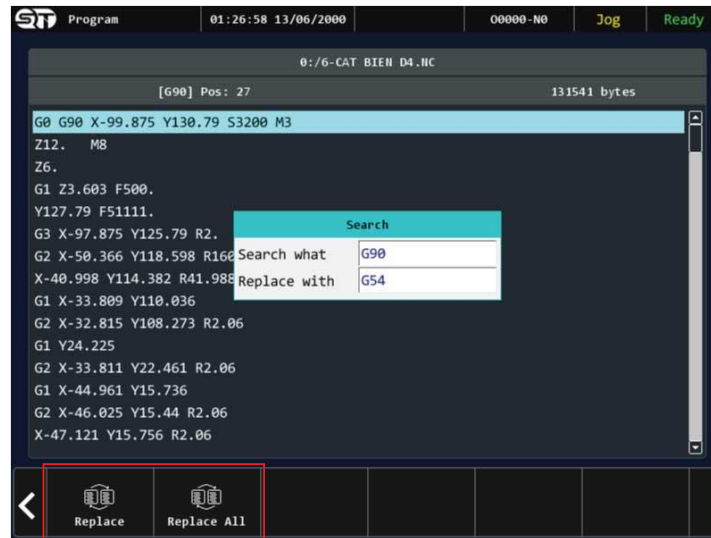 ST Program 01:26:58 13/06/2000 O0000-N0 Jog Ready
0:/6-CAT BIEN D4.NC
[G90] Pos: 27 131541 bytes
G0 G90 X-99.875 Y130.79 S3200 M3
Z12. M8
Z6.
G1 Z3.603 F500.
Y127.79 F51111.
G3 X-97.875 Y125.79 R2.
G2 X-50.366 Y118.598 R160
X-40.998 Y114.382 R41.988
G1 X-33.809 Y110.036
G2 X-32.815 Y108.273 R2.06
G1 Y24.225
G2 X-33.811 Y22.461 R2.06
G1 X-44.961 Y15.736
G2 X-46.025 Y15.44 R2.06
X-47.121 Y15.756 R2.06
Search
Search what G90
Replace with G54
Replace Replace All